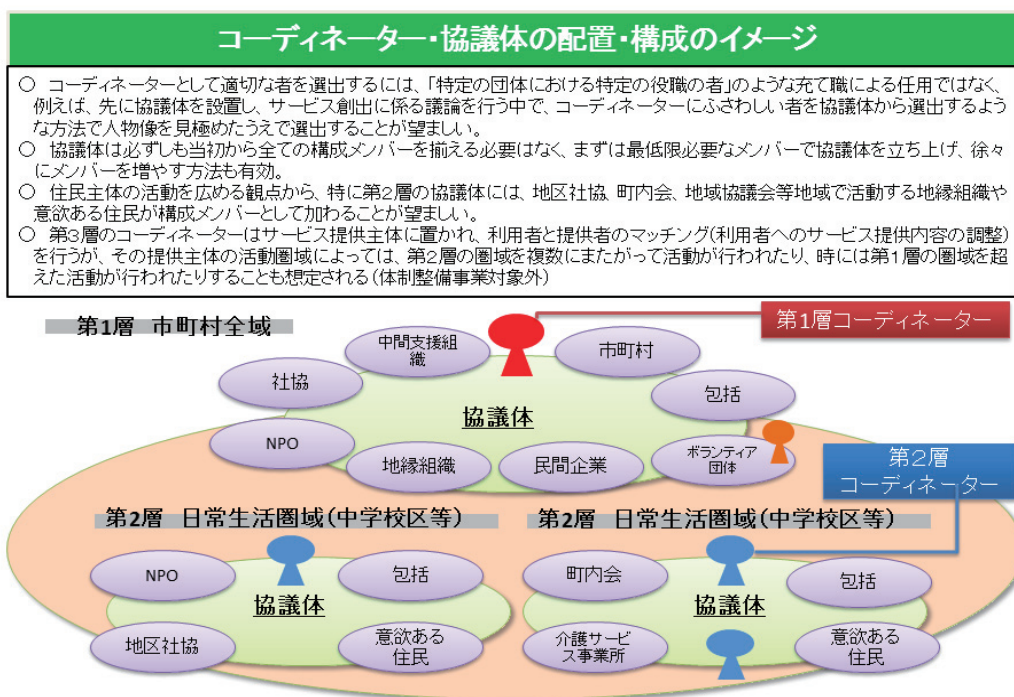 コーディネーター・協議体の配置・構成のイメージ
○ コーディネーターとして適切な者を選出するには、「特定の団体における特定の役職の者」のような充て職による任用ではなく、
例えば、先に協議体を設置し、サービス創出に係る議論を行う中で、コーディネーターにふさわしい者を協議体から選出するよう
な方法で人物像を見極めたうえで選出することが望ましい。
○ 協議体は必ずしも当初から全ての構成メンバーを揃える必要はなく、まずは最低限必要なメンバーで協議体を立ち上げ、徐々
にメンバーを増やす方法も有効。
○ 住民主体の活動を広める観点から、特に第2層の協議体には、地区社協、町内会、地域協議会等地域で活動する地縁組織や
意欲ある住民が構成メンバーとして加わることが望ましい。
○ 第3層のコーディネーターはサービス提供主体に置かれ、利用者と提供者のマッチング(利用者へのサービス提供内容の調整)
を行うが、その提供主体の活動圏域によっては、第2層の圏域を複数にまたがって活動が行われたり、時には第1層の圏域を超
えた活動が行われたりすることも想定される(体制整備事業対象外)
第1層 市町村全域
第1層コーディネーター
中間支援組
織
市町村
社協
包括
協議体
NPO
地縁組織
民間企業
ボランティア
団体
第2層
コーディネーター
第2層 日常生活圏域(中学校区等)
第2層 日常生活圏域(中学校区等)
NPO
包括
協議体
地区社協
意欲ある
住民
町内会
包括
協議体
介護サービ
ス事業所
意欲ある
住民